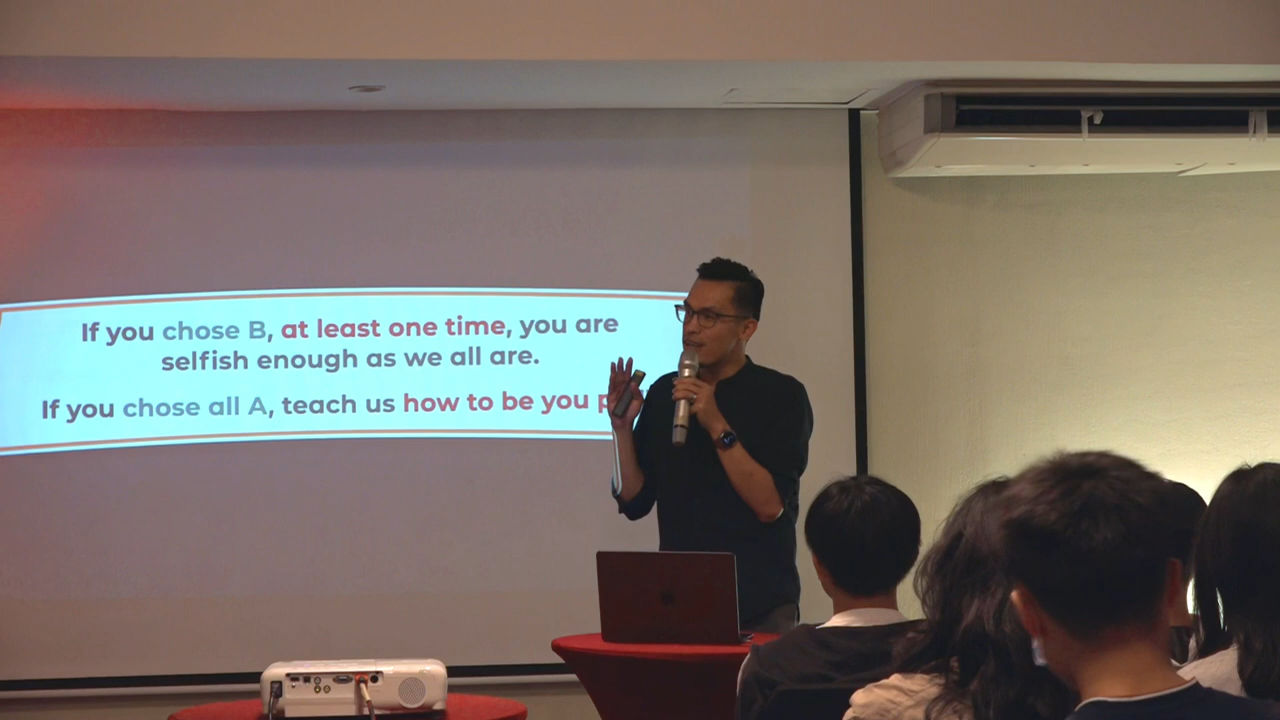 If you chose B, at least one time, you are
selfish enough as we all are.
If you chose all A, teach us how to be you